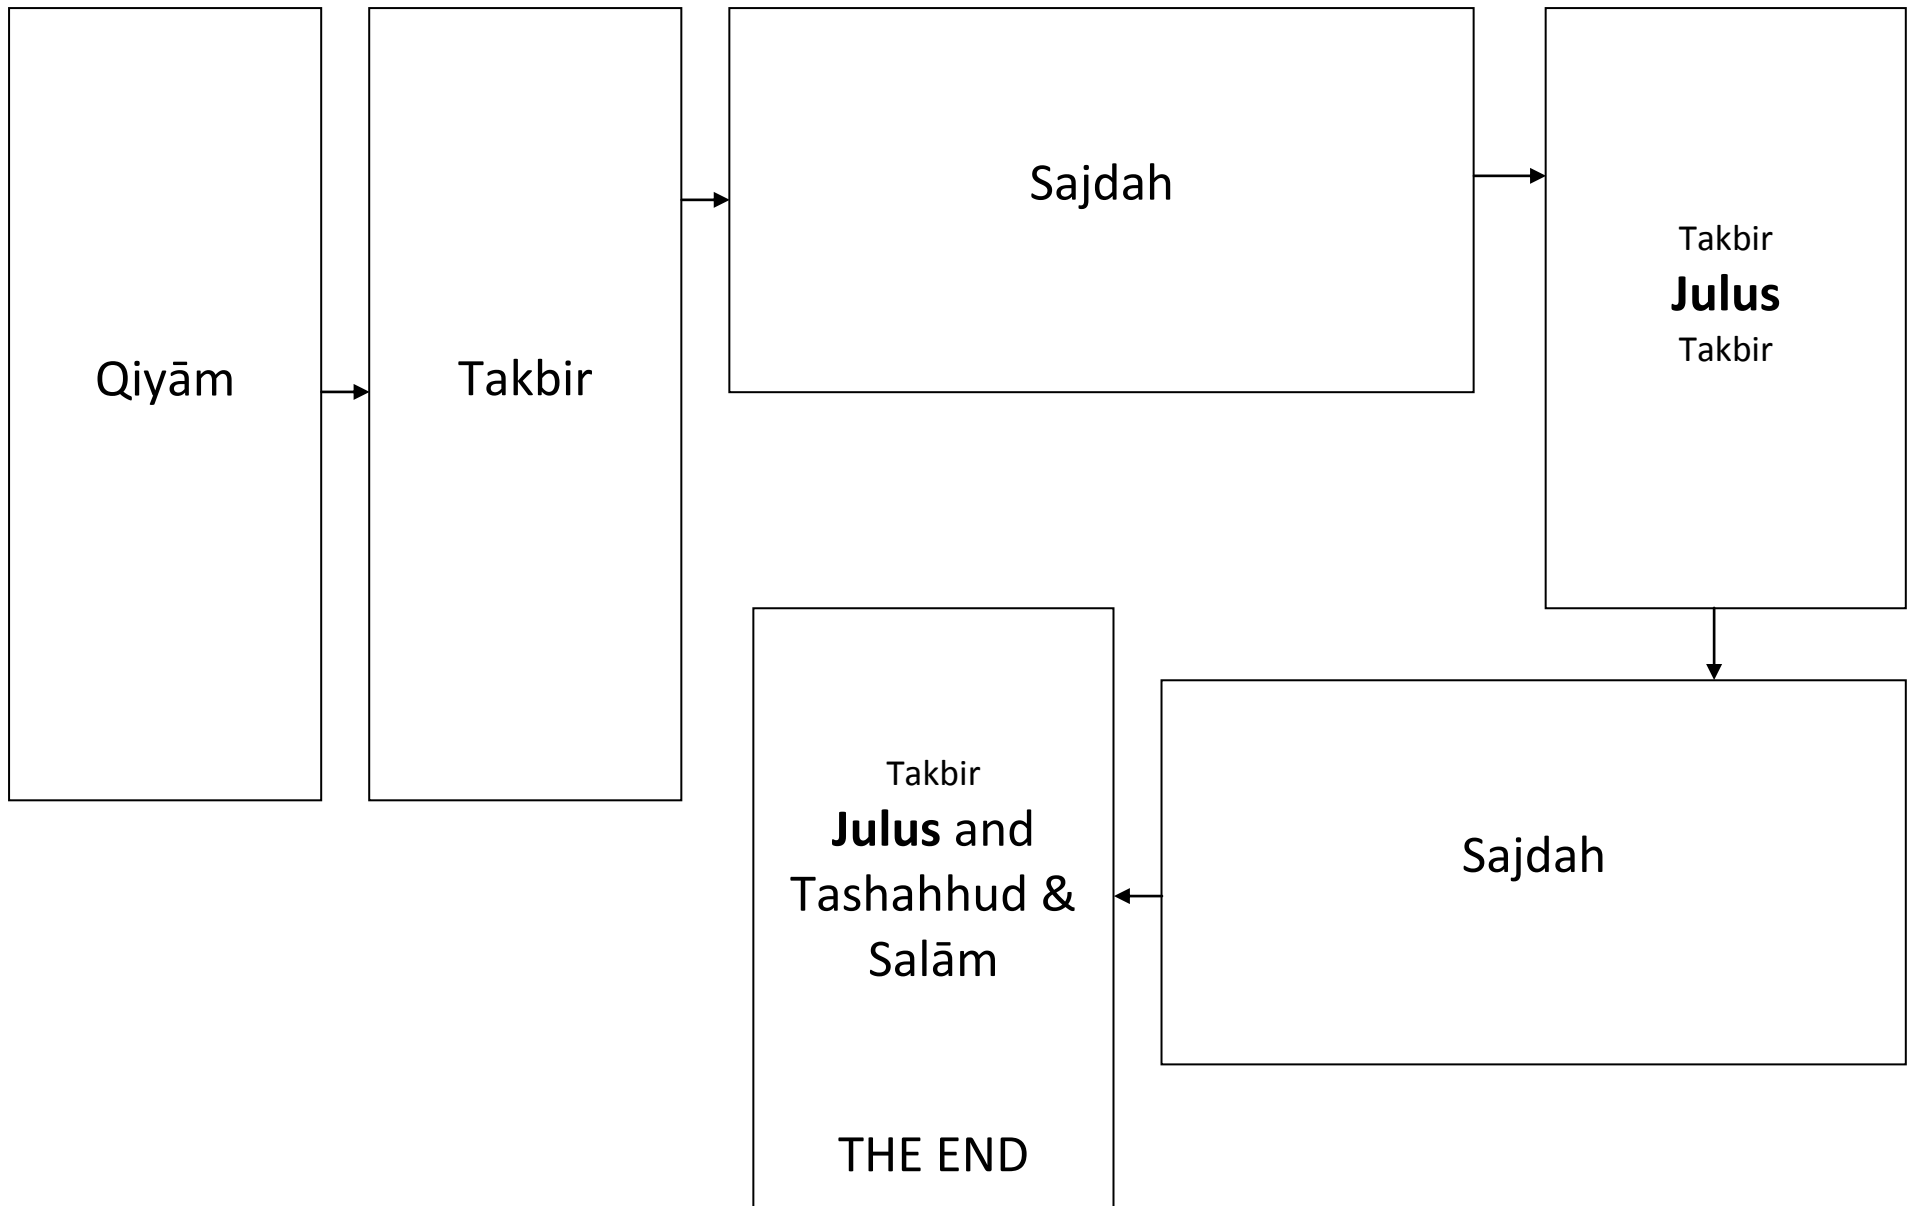 Qiyām
Takbir
Sajdah
Takbir
Julus
Takbir
Sajdah
Takbir
Julus and
Tashahhud &
Salām
THE END